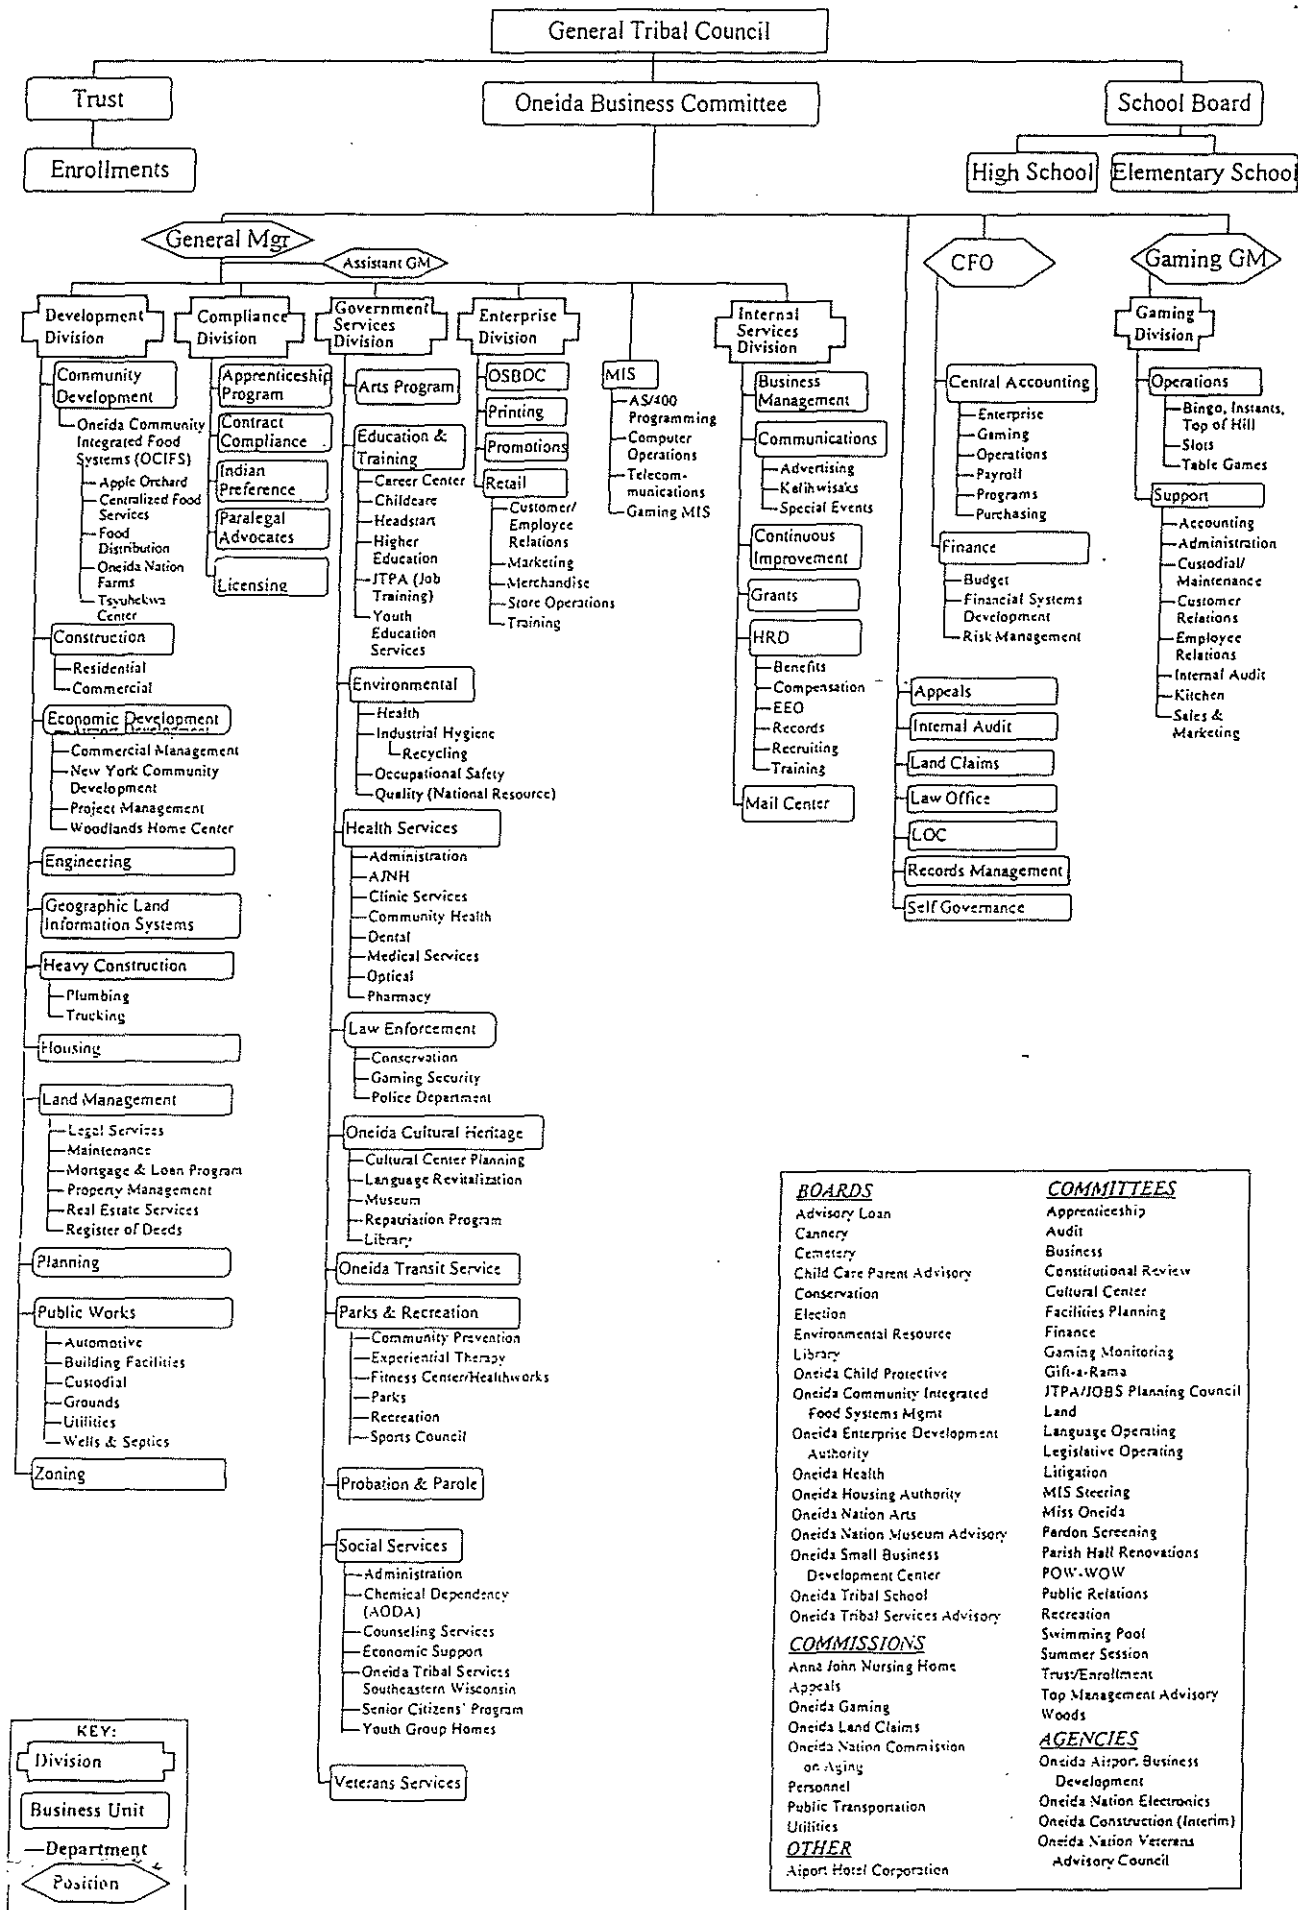 General Tribal Council
Trust
Oneida Business Committee
School Board
Enrollments
High School
Elementary School
General Mgr
Assistant GM
CFO
Gaming GM
Development
Division
Community
Development
Oneida Community
Integrated Food
Systems (OCIFS)
Apple Orchard
Centralized Food
Services
Food
Distribution
Oneida Nation
Farms
Tsyuhekwa
Center
Construction
Residential
Commercial
Economic Development
Commercial Management
New York Community
Development
Project Management
Woodlands Home Center
Engineering
Geographic Land
Information Systems
Heavy Construction
Plumbing
Trucking
Housing
Land Management
Legal Services
Maintenance
Mortgage & Loan Program
Property Management
Real Estate Services
Register of Deeds
Planning
Public Works
Automotive
Building Facilities
Custodial
Grounds
Utilities
Wells & Septics
Zoning
Compliance
Division
Apprenticeship
Program
Contract
Compliance
Indian
Preference
Paralegal
Advocates
Licensing
Government
Services
Division
Arts Program
Education &
Training
Career Center
Childcare
Headstart
Higher
Education
JTPA (Job
Training)
Youth
Education
Services
Environmental
Health
Industrial Hygiene
Recycling
Occupational Safety
Quality (National Resource)
Health Services
Administration
AJNH
Clinic Services
Community Health
Dental
Medical Services
Optical
Pharmacy
Law Enforcement
Conservation
Gaming Security
Police Department
Oneida Cultural Heritage
Cultural Center Planning
Language Revitalization
Museum
Repatriation Program
Library
Oneida Transit Service
Parks & Recreation
Community Prevention
Experiential Therapy
Fitness Center/Healthworks
Parks
Recreation
Sports Council
Probation & Parole
Social Services
Administration
Chemical Dependency
(AODA)
Counseling Services
Economic Support
Oneida Tribal Services
Southeastern Wisconsin
Senior Citizens' Program
Youth Group Homes
Veterans Services
Enterprise
Division
OSBDC
Printing
Promotions
Retail
Customer/
Employee
Relations
Marketing
Merchandise
Store Operations
Training
MIS
AS/400
Programming
Computer
Operations
Telecom-
munications
Gaming MIS
Internal
Services
Division
Business
Management
Communications
Advertising
Kalihwisaks
Special Events
Continuous
Improvement
Grants
HRD
Benefits
Compensation
EEO
Records
Recruiting
Training
Mail Center
Central Accounting
Enterprise
Gaming
Operations
Payroll
Programs
Purchasing
Finance
Budget
Financial Systems
Development
Risk Management
Appeals
Internal Audit
Land Claims
Law Office
LOC
Records Management
Self Governance
Gaming
Division
Operations
Bingo, Instants,
Top of Hill
Slots
Table Games
Support
Accounting
Administration
Custodial/
Maintenance
Customer
Relations
Employee
Relations
Internal Audit
Kitchen
Sales &
Marketing
KEY:
Division
Business Unit
—Department
Position
BOARDS
Advisory Loan
Cannery
Cemetery
Child Care Parent Advisory
Conservation
Election
Environmental Resource
Library
Oneida Child Protective
Oneida Community Integrated
Food Systems Mgmt
Oneida Enterprise Development
Authority
Oneida Health
Oneida Housing Authority
Oneida Nation Arts
Oneida Nation Museum Advisory
Oneida Small Business
Development Center
Oneida Tribal School
Oneida Tribal Services Advisory
COMMISSIONS
Anna John Nursing Home
Appeals
Oneida Gaming
Oneida Land Claims
Oneida Nation Commission
on Aging
Personnel
Public Transportation
Utilities
OTHER
Aiport Hotel Corporation
COMMITTEES
Apprenticeship
Audit
Business
Constitutional Review
Cultural Center
Facilities Planning
Finance
Gaming Monitoring
Gift-a-Rama
JTPA/JOBS Planning Council
Land
Language Operating
Legislative Operating
Litigation
MIS Steering
Miss Oneida
Pardon Screening
Parish Hall Renovations
POW-WOW
Public Relations
Recreation
Swimming Pool
Summer Session
Trust/Enrollment
Top Management Advisory
Woods
AGENCIES
Oneida Airport Business
Development
Oneida Nation Electronics
Oneida Construction (Interim)
Oneida Nation Veterans
Advisory Council